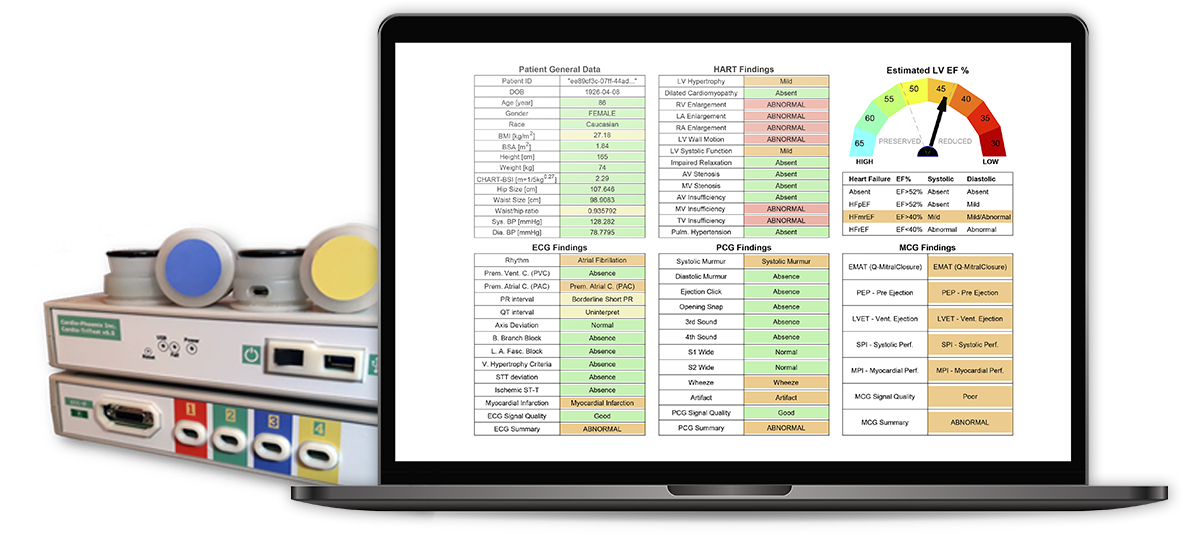 Patient General Data
Patient ID "ee89cf3c-07ff-44ad..."
DOB 1926-04-08
Age [year] 86
Gender FEMALE
Race Caucasian
BMI [kg/m2] 27.18
BSA [m2] 1.84
Height [cm] 165
Weight [kg] 74
CHART-BSI [m+1/5kg0.27] 2.29
Hip Size [cm] 107.646
Waist Size [cm] 98.9083
Waist/hip ratio 0.935792
Sys. BP [mmHg] 128.282
Dia. BP [mmHg] 78.7795
HART Findings
LV Hypertrophy Mild
Dilated Cardiomyopathy Absent
RV Enlargement ABNORMAL
LA Enlargement ABNORMAL
RA Enlargement ABNORMAL
LV Wall Motion ABNORMAL
LV Systolic Function Mild
Impaired Relaxation Absent
AV Stenosis Absent
MV Stenosis Absent
AV Insufficiency Absent
MV Insufficiency ABNORMAL
TV Insufficiency ABNORMAL
Pulm. Hypertension Absent
Estimated LV EF %
65 60 55 50 45 40 35 30
PRESERVED REDUCED
HIGH LOW
Heart Failure EF% Systolic Diastolic
Absent EF>52% Absent Absent
HFpEF EF>52% Absent Mild
HFmrEF EF>40% Mild Mild/Abnormal
HFrEF EF<40% Abnormal Abnormal
ECG Findings
Rhythm Atrial Fibrillation
Prem. Vent. C. (PVC) Absence
Prem. Atrial C. (PAC) Prem. Atrial C. (PAC)
PR interval Borderline Short PR
QT interval Uninterpret
Axis Deviation Normal
B. Branch Block Absence
L. A. Fasc. Block Absence
V. Hypertrophy Criteria Absence
STT deviation Absence
Ischemic ST-T Absence
Myocardial Infarction Myocardial Infarction
ECG Signal Quality Good
ECG Summary ABNORMAL
PCG Findings
Systolic Murmur Systolic Murmur
Diastolic Murmur Absence
Ejection Click Absence
Opening Snap Absence
3rd Sound Absence
4th Sound Absence
S1 Wide Normal
S2 Wide Normal
Wheeze Wheeze
Artifact Artifact
PCG Signal Quality Good
PCG Summary ABNORMAL
MCG Findings
EMAT (Q-MitralClosure) EMAT (Q-MitralClosure)
PEP - Pre Ejection PEP - Pre Ejection
LVET - Vent. Ejection LVET - Vent. Ejection
SPI - Systolic Perf. SPI - Systolic Perf.
MPI - Myocardial Perf. MPI - Myocardial Perf.
MCG Signal Quality Poor
MCG Summary ABNORMAL
Cardio-Phoenix Inc.
Cardio-TriTest v6.5
USB
Power
1 2 3 4